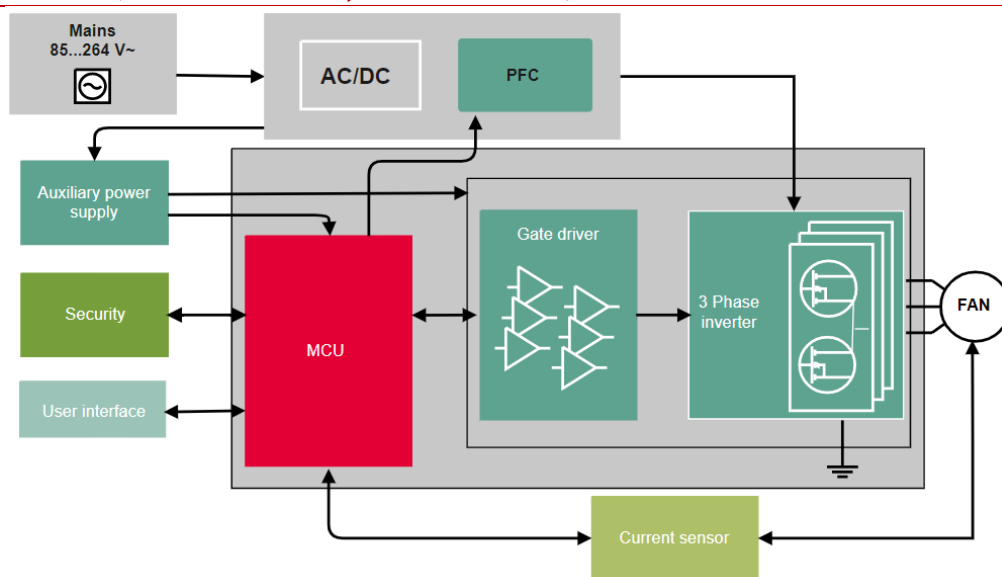 Mains
85...264 V~
AC/DC
PFC
Auxiliary power
supply
Gate driver
Security
MCU
3 Phase
inverter
FAN
User interface
Current sensor